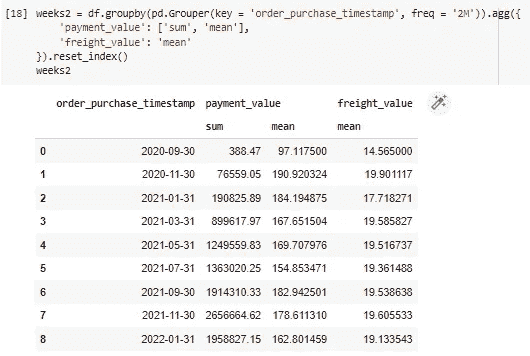 [18] weeks2 = df.groupby(pd.Grouper(key = 'order_purchase_timestamp', freq = '2M')).agg({
'payment_value': ['sum', 'mean'],
'freight_value': 'mean'
}).reset_index()
weeks2
order_purchase_timestamp payment_value freight_value
sum mean mean
0 2020-09-30 388.47 97.117500 14.565000
1 2020-11-30 76559.05 190.920324 19.901117
2 2021-01-31 190825.89 184.194875 17.718271
3 2021-03-31 899617.97 167.651504 19.585827
4 2021-05-31 1249559.83 169.707976 19.516737
5 2021-07-31 1363020.25 154.853471 19.361488
6 2021-09-30 1914310.33 182.942501 19.538638
7 2021-11-30 2656664.62 178.611310 19.605533
8 2022-01-31 1958827.15 162.801459 19.133543